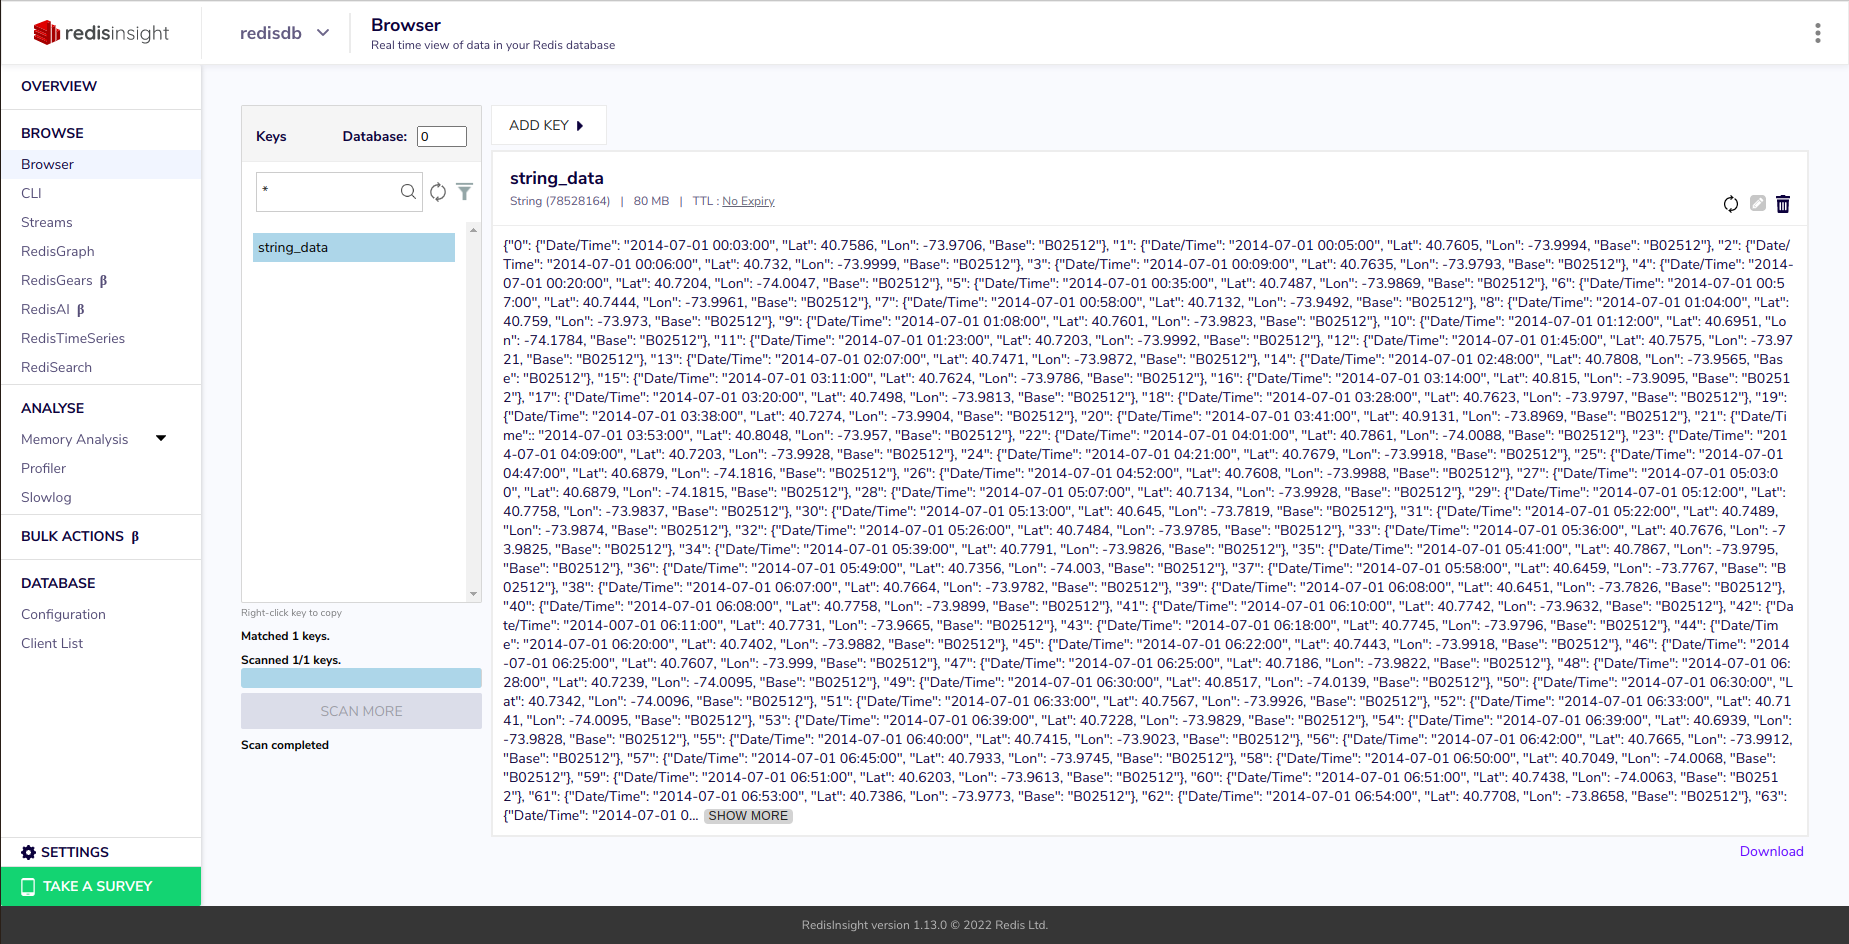 redisinsight
redisdb
Browser
Real time view of data in your Redis database
OVERVIEW
BROWSE
Browser
CLI
Streams
RedisGraph
RedisGears β
RedisAI β
RedisTimeSeries
RediSearch
ANALYSE
Memory Analysis
Profiler
Slowlog
BULK ACTIONS β
DATABASE
Configuration
Client List
SETTINGS
TAKE A SURVEY
Keys Database: 0
*
string_data
Right-click key to copy
Matched 1 keys.
Scanned 1/1 keys.
SCAN MORE
Scan completed
ADD KEY
string_data
String (78528164) | 80 MB | TTL : No Expiry
{"0": {"Date/Time": "2014-07-01 00:03:00", "Lat": 40.7586, "Lon": -73.9706, "Base": "B02512"}, "1": {"Date/Time": "2014-07-01 00:05:00", "Lat": 40.7605, "Lon": -73.9994, "Base": "B02512"}, "2": {"Date/
Time": "2014-07-01 00:06:00", "Lat": 40.732, "Lon": -73.9999, "Base": "B02512"}, "3": {"Date/Time": "2014-07-01 00:09:00", "Lat": 40.7635, "Lon": -73.9793, "Base": "B02512"}, "4": {"Date/Time": "2014-
07-01 00:20:00", "Lat": 40.7204, "Lon": -74.0047, "Base": "B02512"}, "5": {"Date/Time": "2014-07-01 00:35:00", "Lat": 40.7487, "Lon": -73.9869, "Base": "B02512"}, "6": {"Date/Time": "2014-07-01 00:5
7:00", "Lat": 40.7444, "Lon": -73.9961, "Base": "B02512"}, "7": {"Date/Time": "2014-07-01 00:58:00", "Lat": 40.7132, "Lon": -73.9492, "Base": "B02512"}, "8": {"Date/Time": "2014-07-01 01:04:00", "Lat":
40.759, "Lon": -73.973, "Base": "B02512"}, "9": {"Date/Time": "2014-07-01 01:08:00", "Lat": 40.7601, "Lon": -73.9823, "Base": "B02512"}, "10": {"Date/Time": "2014-07-01 01:12:00", "Lat": 40.6951, "Lo
n": -74.1784, "Base": "B02512"}, "11": {"Date/Time": "2014-07-01 01:23:00", "Lat": 40.7203, "Lon": -73.9992, "Base": "B02512"}, "12": {"Date/Time": "2014-07-01 01:45:00", "Lat": 40.7575, "Lon": -73.97
21, "Base": "B02512"}, "13": {"Date/Time": "2014-07-01 02:07:00", "Lat": 40.7471, "Lon": -73.9872, "Base": "B02512"}, "14": {"Date/Time": "2014-07-01 02:48:00", "Lat": 40.7808, "Lon": -73.9565, "Bas
e": "B02512"}, "15": {"Date/Time": "2014-07-01 03:11:00", "Lat": 40.7624, "Lon": -73.9786, "Base": "B02512"}, "16": {"Date/Time": "2014-07-01 03:14:00", "Lat": 40.815, "Lon": -73.9095, "Base": "B0251
2"}, "17": {"Date/Time": "2014-07-01 03:20:00", "Lat": 40.7498, "Lon": -73.9813, "Base": "B02512"}, "18": {"Date/Time": "2014-07-01 03:28:00", "Lat": 40.7623, "Lon": -73.9797, "Base": "B02512"}, "19":
{"Date/Time": "2014-07-01 03:38:00", "Lat": 40.7274, "Lon": -73.9904, "Base": "B02512"}, "20": {"Date/Time": "2014-07-01 03:41:00", "Lat": 40.9131, "Lon": -73.8969, "Base": "B02512"}, "21": {"Date/Ti
me":: "2014-07-01 03:53:00", "Lat": 40.8048, "Lon": -73.957, "Base": "B02512"}, "22": {"Date/Time": "2014-07-01 04:01:00", "Lat": 40.7861, "Lon": -74.0088, "Base": "B02512"}, "23": {"Date/Time": "201
4-07-01 04:09:00", "Lat": 40.7203, "Lon": -73.9928, "Base": "B02512"}, "24": {"Date/Time": "2014-07-01 04:21:00", "Lat": 40.7679, "Lon": -73.9918, "Base": "B02512"}, "25": {"Date/Time": "2014-07-01
04:47:00", "Lat": 40.6879, "Lon": -74.1816, "Base": "B02512"}, "26": {"Date/Time": "2014-07-01 04:52:00", "Lat": 40.7608, "Lon": -73.9988, "Base": "B02512"}, "27": {"Date/Time": "2014-07-01 05:03:0
0", "Lat": 40.6879, "Lon": -74.1815, "Base": "B02512"}, "28": {"Date/Time": "2014-07-01 05:07:00", "Lat": 40.7134, "Lon": -73.9928, "Base": "B02512"}, "29": {"Date/Time": "2014-07-01 05:12:00", "Lat":
40.7758, "Lon": -73.9837, "Base": "B02512"}, "30": {"Date/Time": "2014-07-01 05:13:00", "Lat": 40.645, "Lon": -73.7819, "Base": "B02512"}, "31": {"Date/Time": "2014-07-01 05:22:00", "Lat": 40.7489,
"Lon": -73.9874, "Base": "B02512"}, "32": {"Date/Time": "2014-07-01 05:26:00", "Lat": 40.7484, "Lon": -73.9785, "Base": "B02512"}, "33": {"Date/Time": "2014-07-01 05:36:00", "Lat": 40.7676, "Lon": -7
3.9825, "Base": "B02512"}, "34": {"Date/Time": "2014-07-01 05:39:00", "Lat": 40.7791, "Lon": -73.9826, "Base": "B02512"}, "35": {"Date/Time": "2014-07-01 05:41:00", "Lat": 40.7867, "Lon": -73.9795,
"Base": "B02512"}, "36": {"Date/Time": "2014-07-01 05:49:00", "Lat": 40.7356, "Lon": -74.003, "Base": "B02512"}, "37": {"Date/Time": "2014-07-01 05:58:00", "Lat": 40.6459, "Lon": -73.7767, "Base": "B
02512"}, "38": {"Date/Time": "2014-07-01 06:07:00", "Lat": 40.7664, "Lon": -73.9782, "Base": "B02512"}, "39": {"Date/Time": "2014-07-01 06:08:00", "Lat": 40.6451, "Lon": -73.7826, "Base": "B02512"},
"40": {"Date/Time": "2014-07-01 06:08:00", "Lat": 40.7758, "Lon": -73.9899, "Base": "B02512"}, "41": {"Date/Time": "2014-07-01 06:10:00", "Lat": 40.7742, "Lon": -73.9632, "Base": "B02512"}, "42": {"Da
te/Time": "2014-007-01 06:11:00", "Lat": 40.7731, "Lon": -73.9665, "Base": "B02512"}, "43": {"Date/Time": "2014-07-01 06:18:00", "Lat": 40.7745, "Lon": -73.9796, "Base": "B02512"}, "44": {"Date/Tim
e": "2014-07-01 06:20:00", "Lat": 40.7402, "Lon": -73.9882, "Base": "B02512"}, "45": {"Date/Time": "2014-07-01 06:22:00", "Lat": 40.7443, "Lon": -73.9918, "Base": "B02512"}, "46": {"Date/Time": "2014
-07-01 06:25:00", "Lat": 40.7607, "Lon": -73.999, "Base": "B02512"}, "47": {"Date/Time": "2014-07-01 06:25:00", "Lat": 40.7186, "Lon": -73.9822, "Base": "B02512"}, "48": {"Date/Time": "2014-07-01 06:
28:00", "Lat": 40.7239, "Lon": -74.0095, "Base": "B02512"}, "49": {"Date/Time": "2014-07-01 06:30:00", "Lat": 40.8517, "Lon": -74.0139, "Base": "B02512"}, "50": {"Date/Time": "2014-07-01 06:30:00", "L
at": 40.7342, "Lon": -74.0096, "Base": "B02512"}, "51": {"Date/Time": "2014-07-01 06:33:00", "Lat": 40.7567, "Lon": -73.9926, "Base": "B02512"}, "52": {"Date/Time": "2014-07-01 06:33:00", "Lat": 40.71
41, "Lon": -74.0095, "Base": "B02512"}, "53": {"Date/Time": "2014-07-01 06:39:00", "Lat": 40.7228, "Lon": -73.9829, "Base": "B02512"}, "54": {"Date/Time": "2014-07-01 06:39:00", "Lat": 40.6939, "Lon":
-73.9828, "Base": "B02512"}, "55": {"Date/Time": "2014-07-01 06:40:00", "Lat": 40.7415, "Lon": -73.9023, "Base": "B02512"}, "56": {"Date/Time": "2014-07-01 06:42:00", "Lat": 40.7665, "Lon": -73.9912,
"Base": "B02512"}, "57": {"Date/Time": "2014-07-01 06:45:00", "Lat": 40.7933, "Lon": -73.9745, "Base": "B02512"}, "58": {"Date/Time": "2014-07-01 06:50:00", "Lat": 40.7049, "Lon": -74.0068, "Base":
"B02512"}, "59": {"Date/Time": "2014-07-01 06:51:00", "Lat": 40.6203, "Lon": -73.9613, "Base": "B02512"}, "60": {"Date/Time": "2014-07-01 06:51:00", "Lat": 40.7438, "Lon": -74.0063, "Base": "B0251
2"}, "61": {"Date/Time": "2014-07-01 06:53:00", "Lat": 40.7386, "Lon": -73.9773, "Base": "B02512"}, "62": {"Date/Time": "2014-07-01 06:54:00", "Lat": 40.7708, "Lon": -73.8658, "Base": "B02512"}, "63":
{"Date/Time": "2014-07-01 0... SHOW MORE
Download
RedisInsight version 1.13.0 © 2022 Redis Ltd.